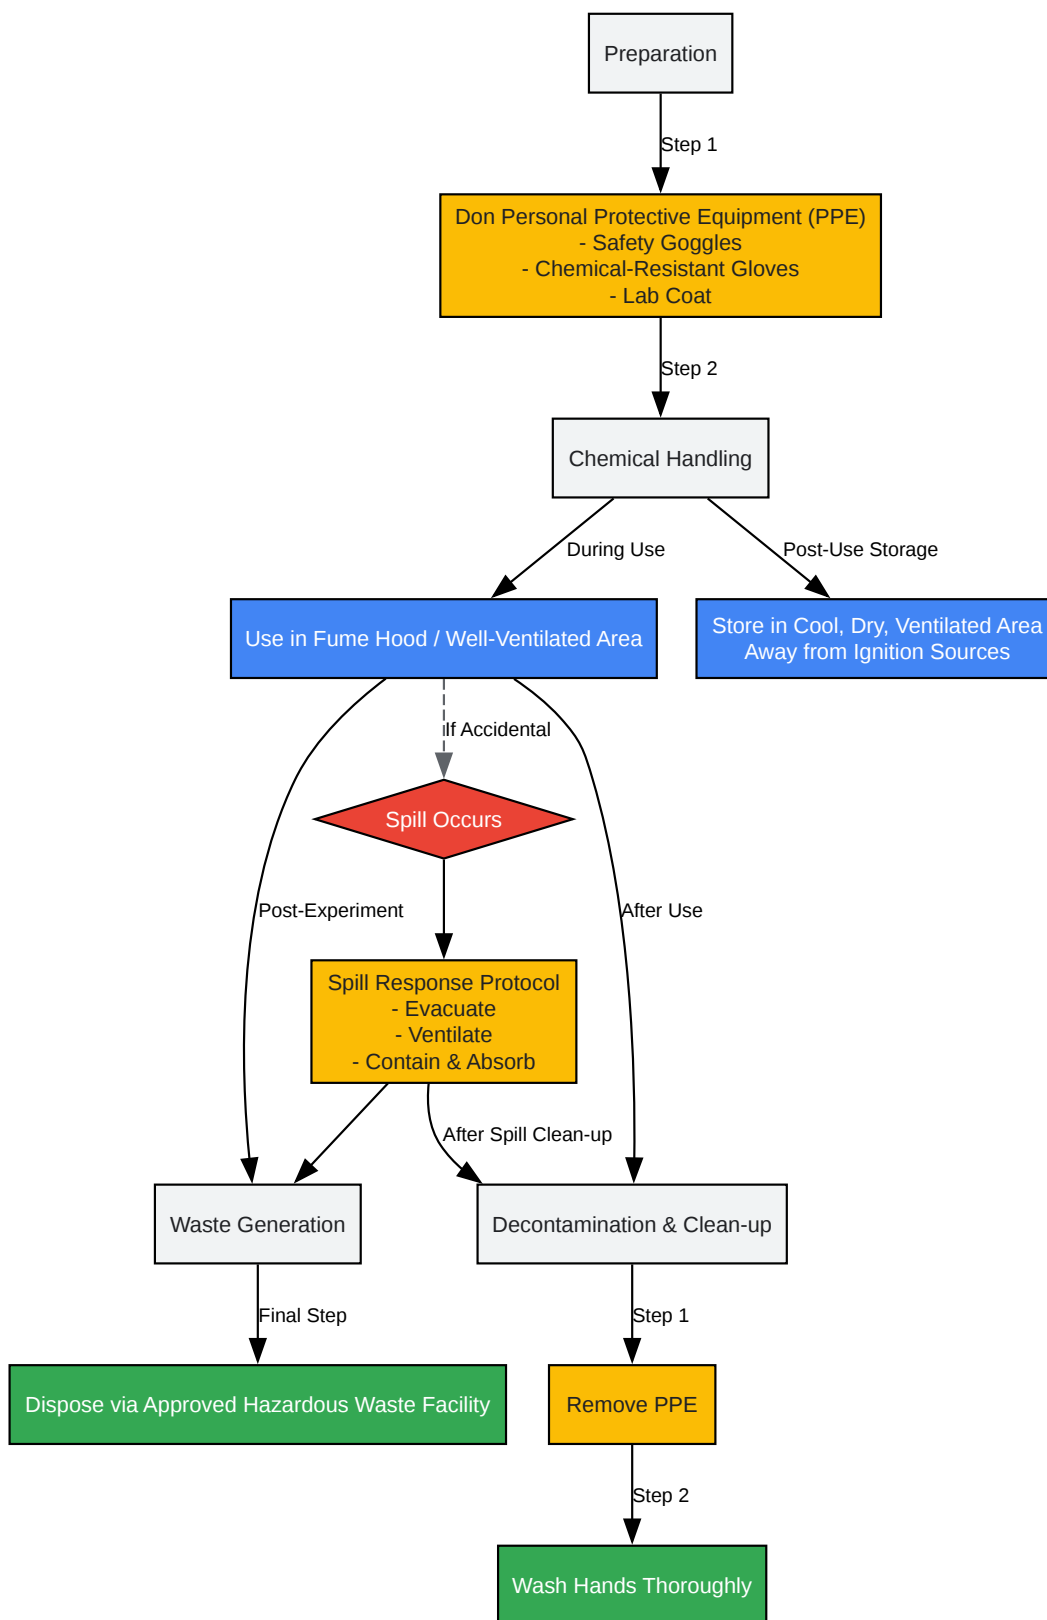 Preparation
Step 1
Don Personal Protective Equipment (PPE)
- Safety Goggles
- Chemical-Resistant Gloves
- Lab Coat
Step 2
Chemical Handling
During Use
Post-Use Storage
Use in Fume Hood / Well-Ventilated Area
Store in Cool, Dry, Ventilated Area
Away from Ignition Sources
If Accidental
Spill Occurs
Post-Experiment
After Use
Spill Response Protocol
- Evacuate
- Ventilate
- Contain & Absorb
After Spill Clean-up
Waste Generation
Decontamination & Clean-up
Final Step
Step 1
Dispose via Approved Hazardous Waste Facility
Remove PPE
Step 2
Wash Hands Thoroughly